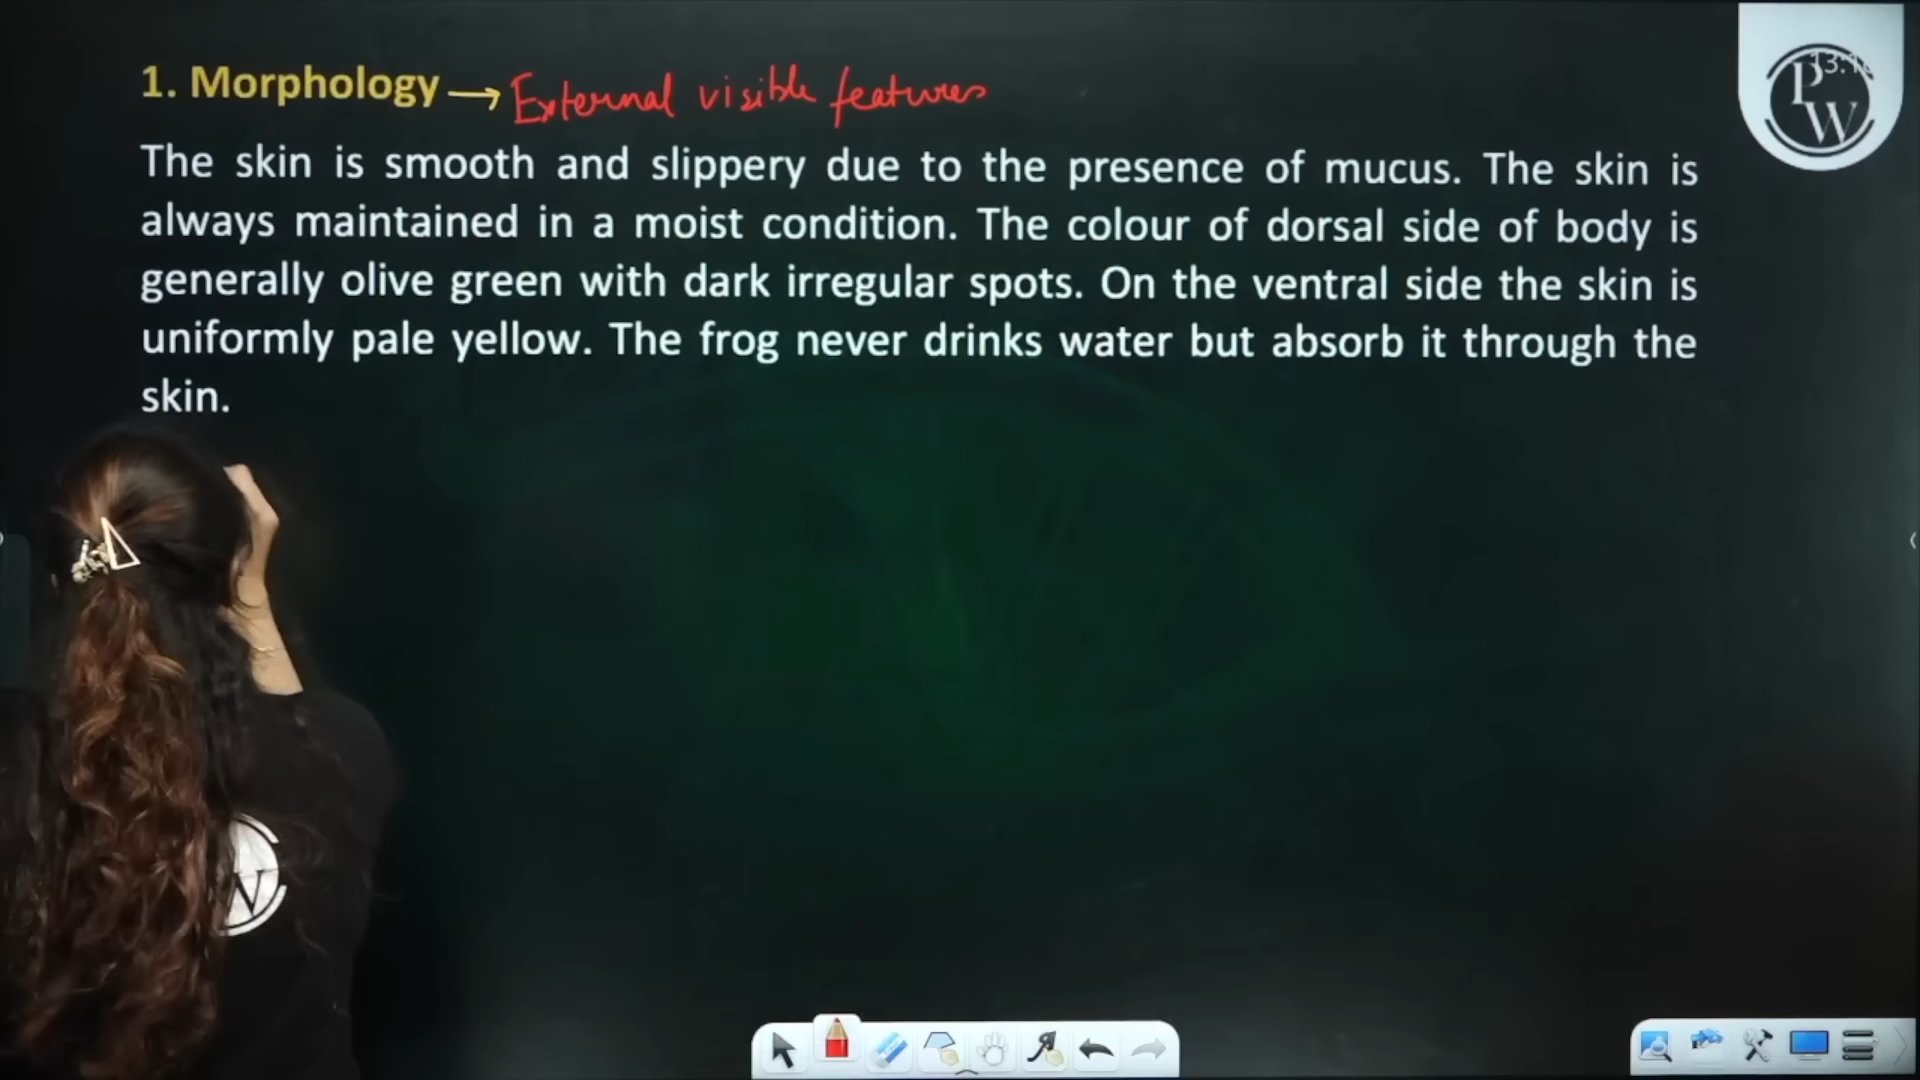 1. Morphology → External visible features
The skin is smooth and slippery due to the presence of mucus. The skin is
always maintained in a moist condition. The colour of dorsal side of body is
generally olive green with dark irregular spots. On the ventral side the skin is
uniformly pale yellow. The frog never drinks water but absorb it through the
skin.
P
W
W